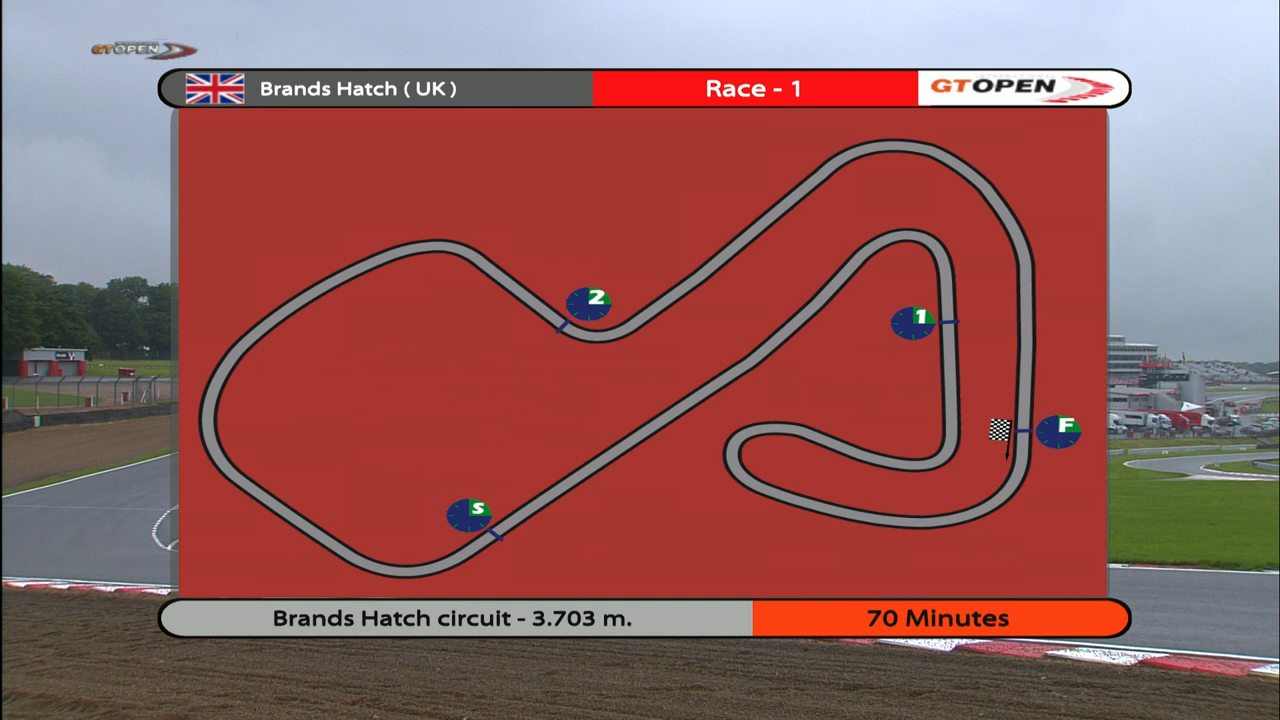 GTOPEN
Brands Hatch ( UK )
Race - 1
GTOPEN
2
1
F
S
Brands Hatch circuit - 3.703 m.
70 Minutes